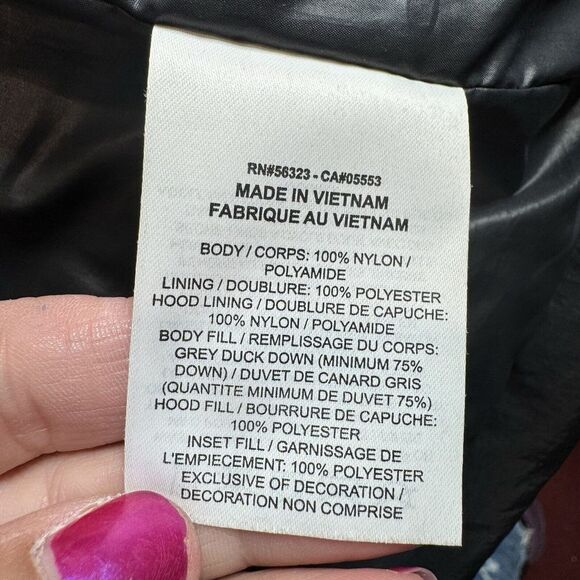 RN#56323 - CA#05553
MADE IN VIETNAM
FABRIQUE AU VIETNAM
BODY / CORPS: 100% NYLON /
POLYAMIDE
LINING / DOUBLURE: 100% POLYESTER
HOOD LINING / DOUBLURE DE CAPUCHE:
100% NYLON / POLYAMIDE
BODY FILL / REMPLISSAGE DU CORPS:
GREY DUCK DOWN (MINIMUM 75%
DOWN) / DUVET DE CANARD GRIS
(QUANTITE MINIMUM DE DUVET 75%)
HOOD FILL / BOURRURE DE CAPUCHE:
100% POLYESTER
INSET FILL / GARNISSAGE DE
L'EMPIECEMENT: 100% POLYESTER
EXCLUSIVE OF DECORATION /
DECORATION NON COMPRISE